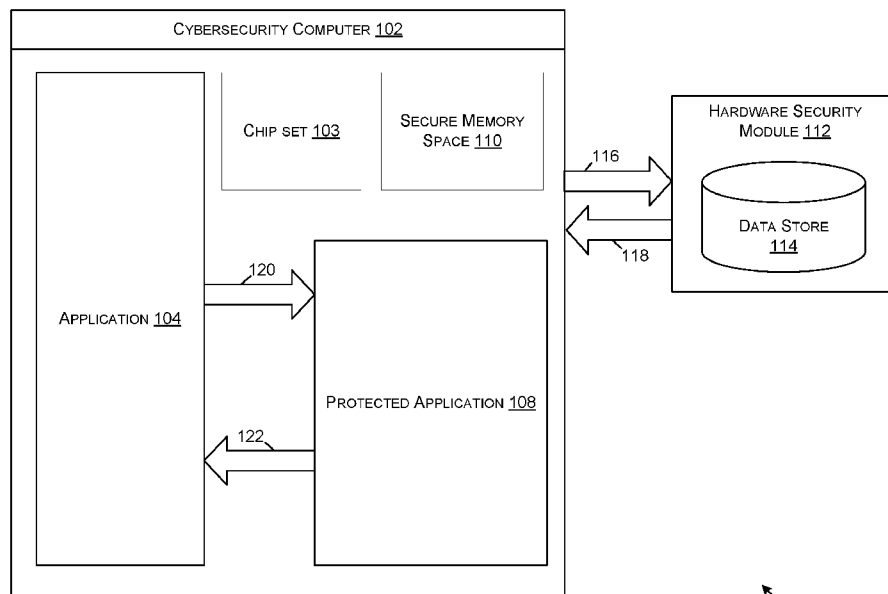 CYBERSECURITY COMPUTER 102
CHIP SET 103
SECURE MEMORY
SPACE 110
HARDWARE SECURITY
MODULE 112
116
DATA STORE
114
118
120
APPLICATION 104
PROTECTED APPLICATION 108
122